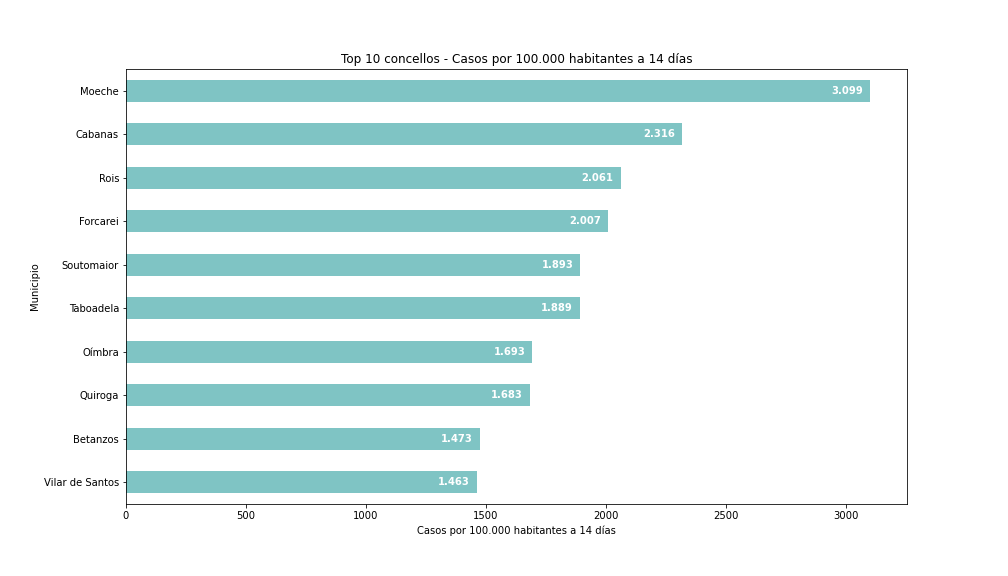 Top 10 concellos - Casos por 100.000 habitantes a 14 días
Municipio
Moeche 3.099
Cabanas 2.316
Rois 2.061
Forcarei 2.007
Soutomaior 1.893
Taboadela 1.889
Oímbra 1.693
Quiroga 1.683
Betanzos 1.473
Vilar de Santos 1.463
0 500 1000 1500 2000 2500 3000
Casos por 100.000 habitantes a 14 días